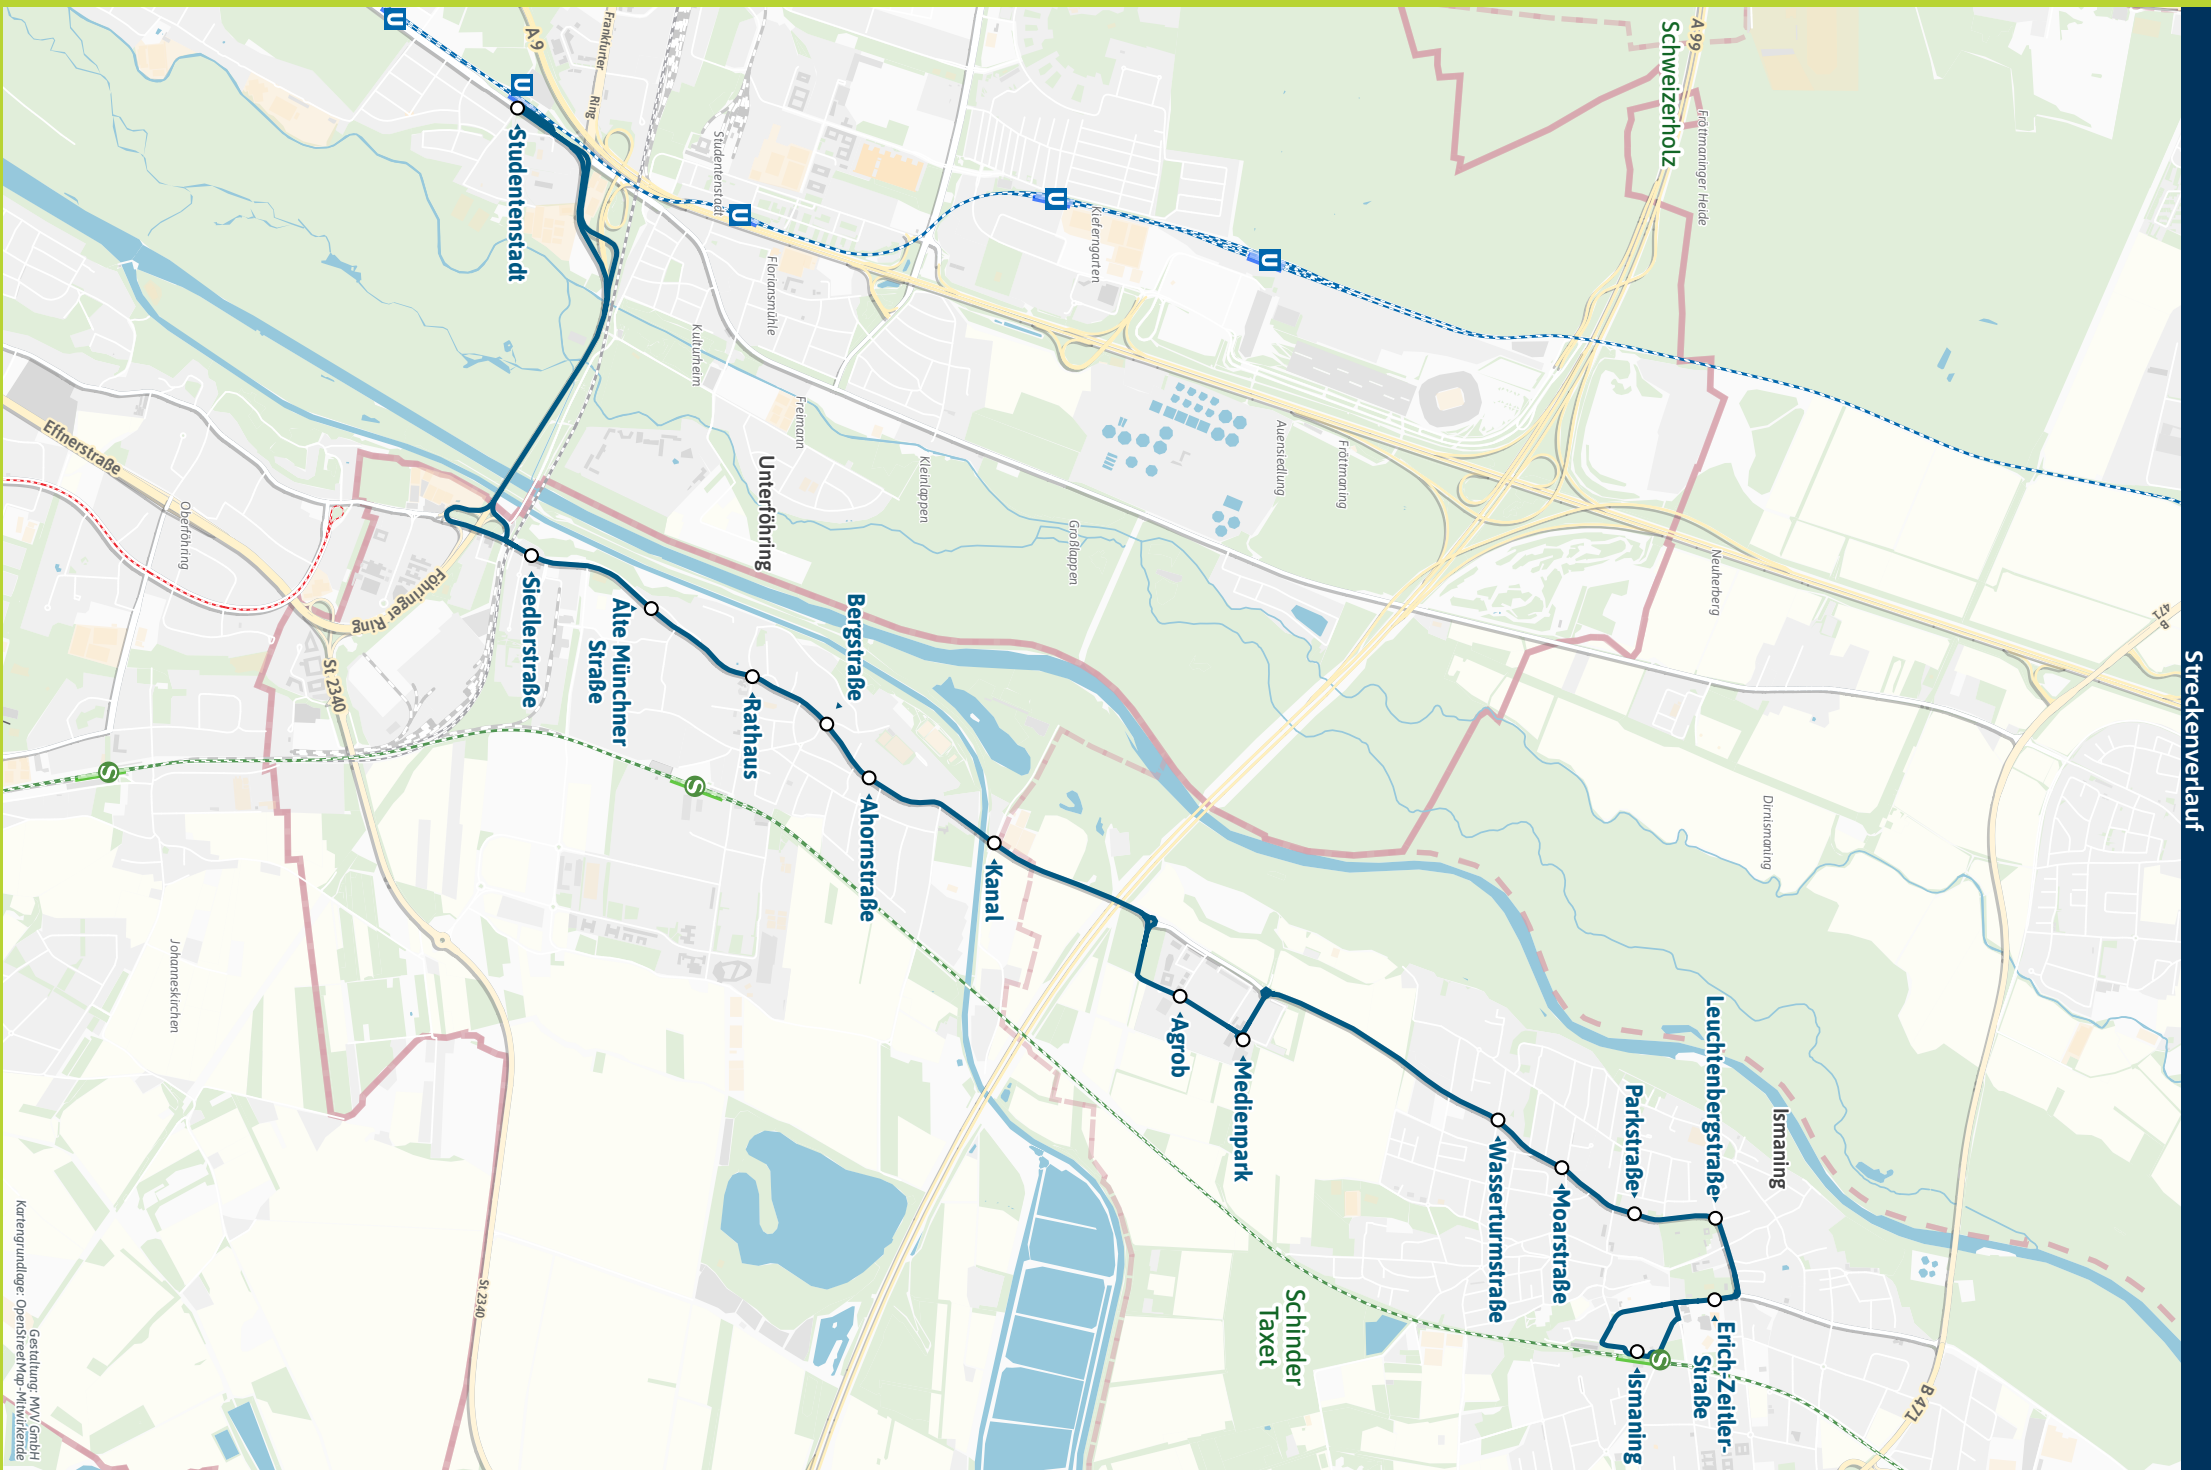 Streckenverlauf
U
U
U
U
U
S
S
S
A 9
Frankfurter
Ring
A 99
Schweizerholz
Fröttmaninger Heide
Studentenstadt
Studentenstadt
Floriansmühle
Kulturheim
Freimann
Kieferngarten
Auensiedlung
Fröttmaning
Kleinlappen
Großlappen
Neuherberg
B 471
Dirnismaning
Unterföhring
Effnerstraße
Oberföhring
Föhringer Ring
St 2340
Siedlerstraße
Alte Münchner
Straße
Rathaus
Bergstraße
Ahornstraße
Kanal
Agrob
Medienpark
Wasserturmstraße
Moarstraße
Parkstraße
Leuchtenbergstraße
Ismaning
Erich-Zeitler-
Straße
Ismaning
B 471
Schinder
Taxet
Johanneskirchen
St 2340
Gestaltung: MVV GmbH
Kartengrundlage: OpenStreetMap-Mitwirkende